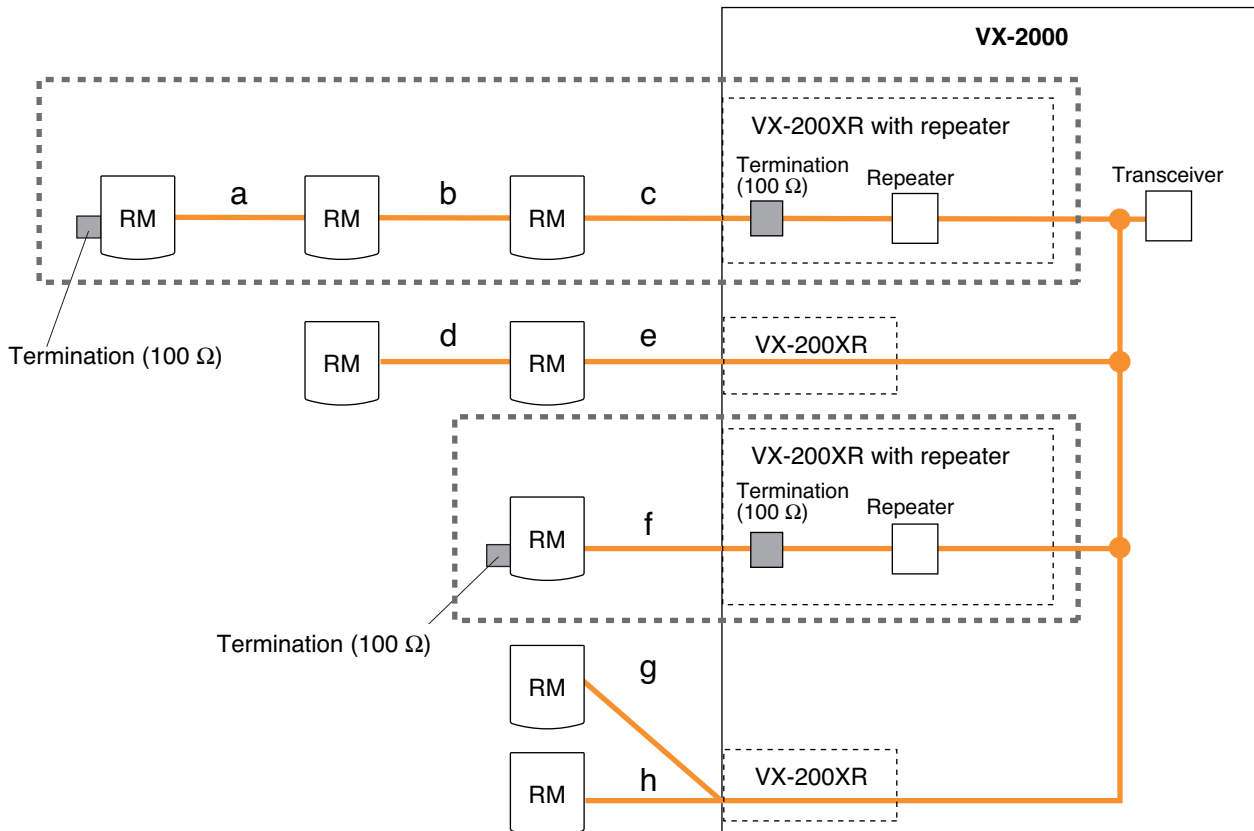 VX-2000
VX-200XR with repeater
Termination
(100 Ω)
Repeater
Transceiver
RM
a
RM
b
RM
c
Termination (100 Ω)
RM
d
RM
e
VX-200XR
VX-200XR with repeater
Termination
(100 Ω)
Repeater
RM
f
Termination (100 Ω)
RM
g
RM
h
VX-200XR